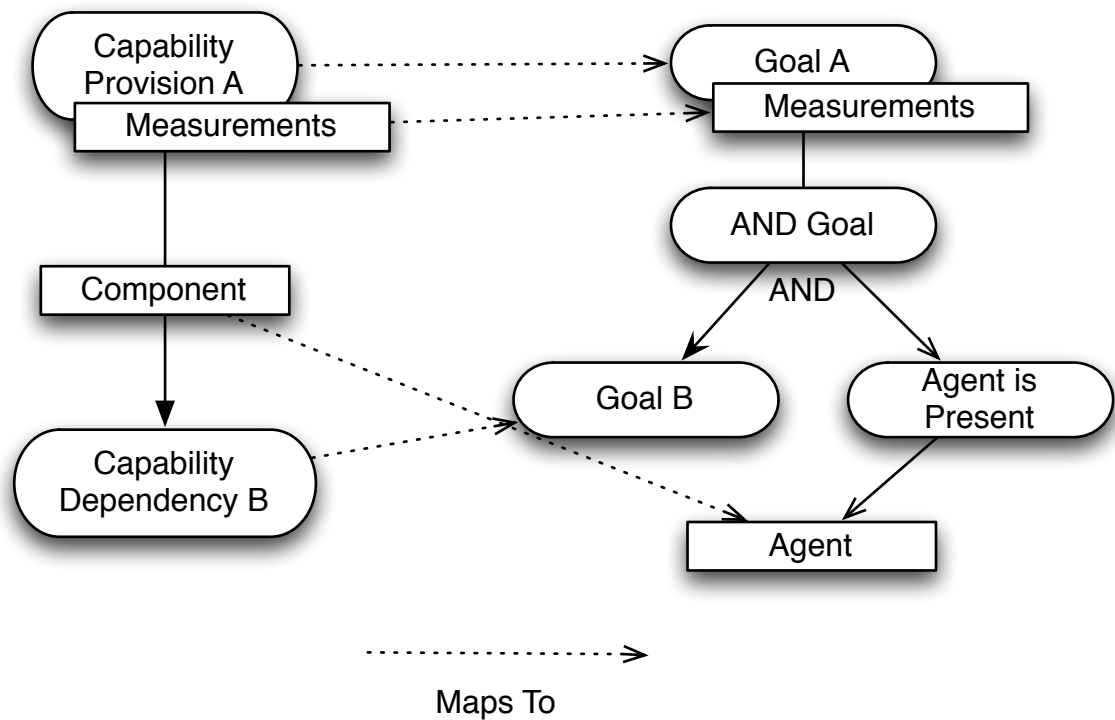 Capability
Provision A
Measurements
Goal A
Measurements
AND Goal
AND
Component
Goal B
Agent is
Present
Capability
Dependency B
Agent
Maps To